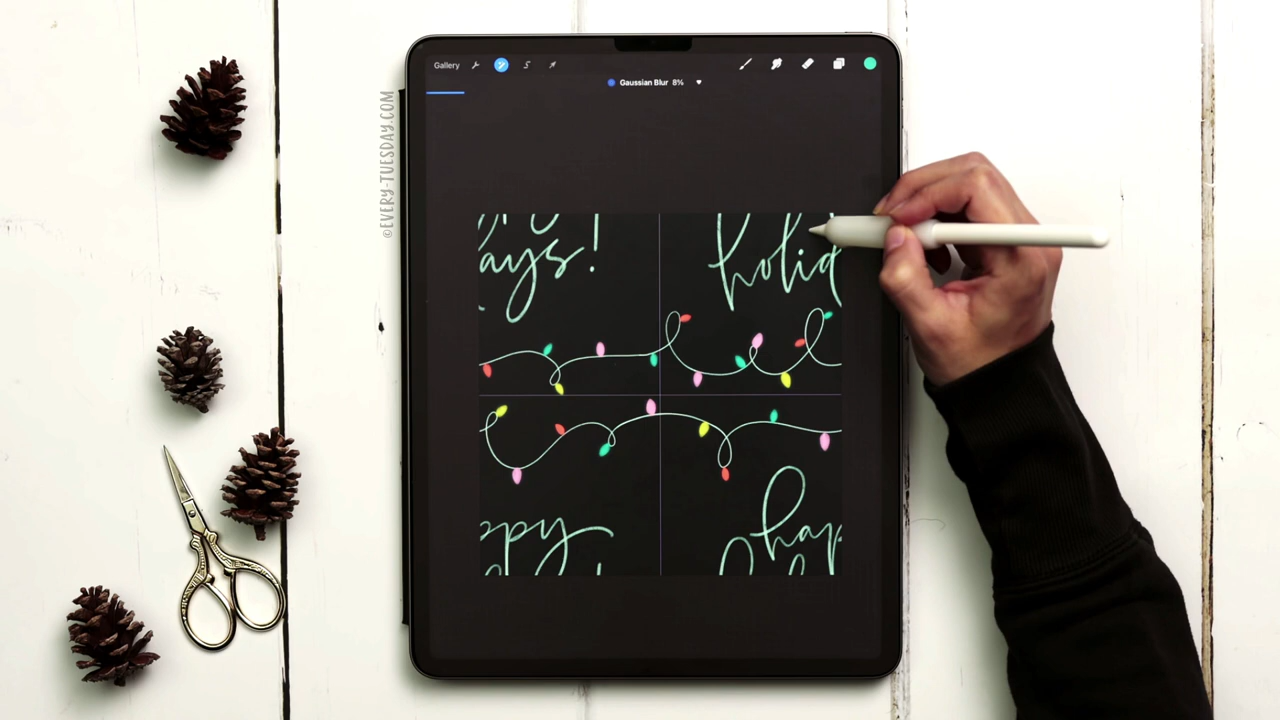 Gallery
Gaussian Blur 8%
©EVERY-TUESDAY.COM
ays!
holid
ppy
hap